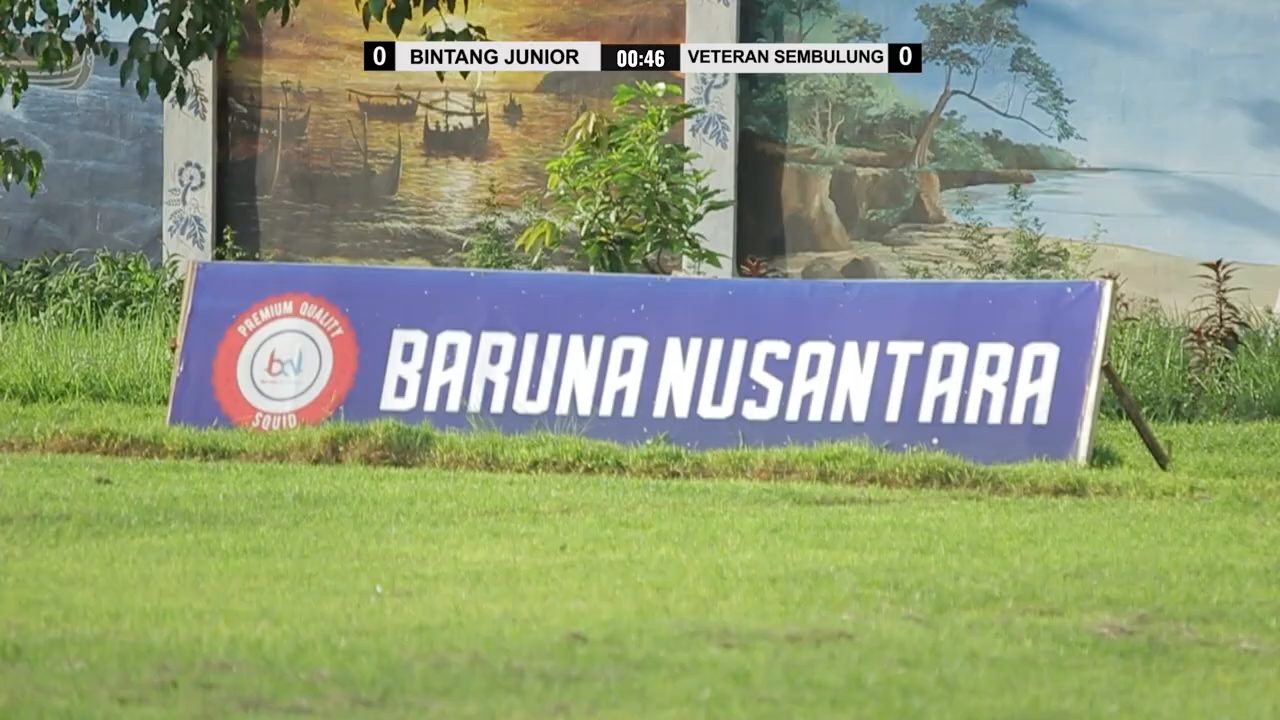 0 BINTANG JUNIOR 00:46 VETERAN SEMBULUNG 0
PREMIUM QUALITY
SQUID
BARUNA NUSANTARA